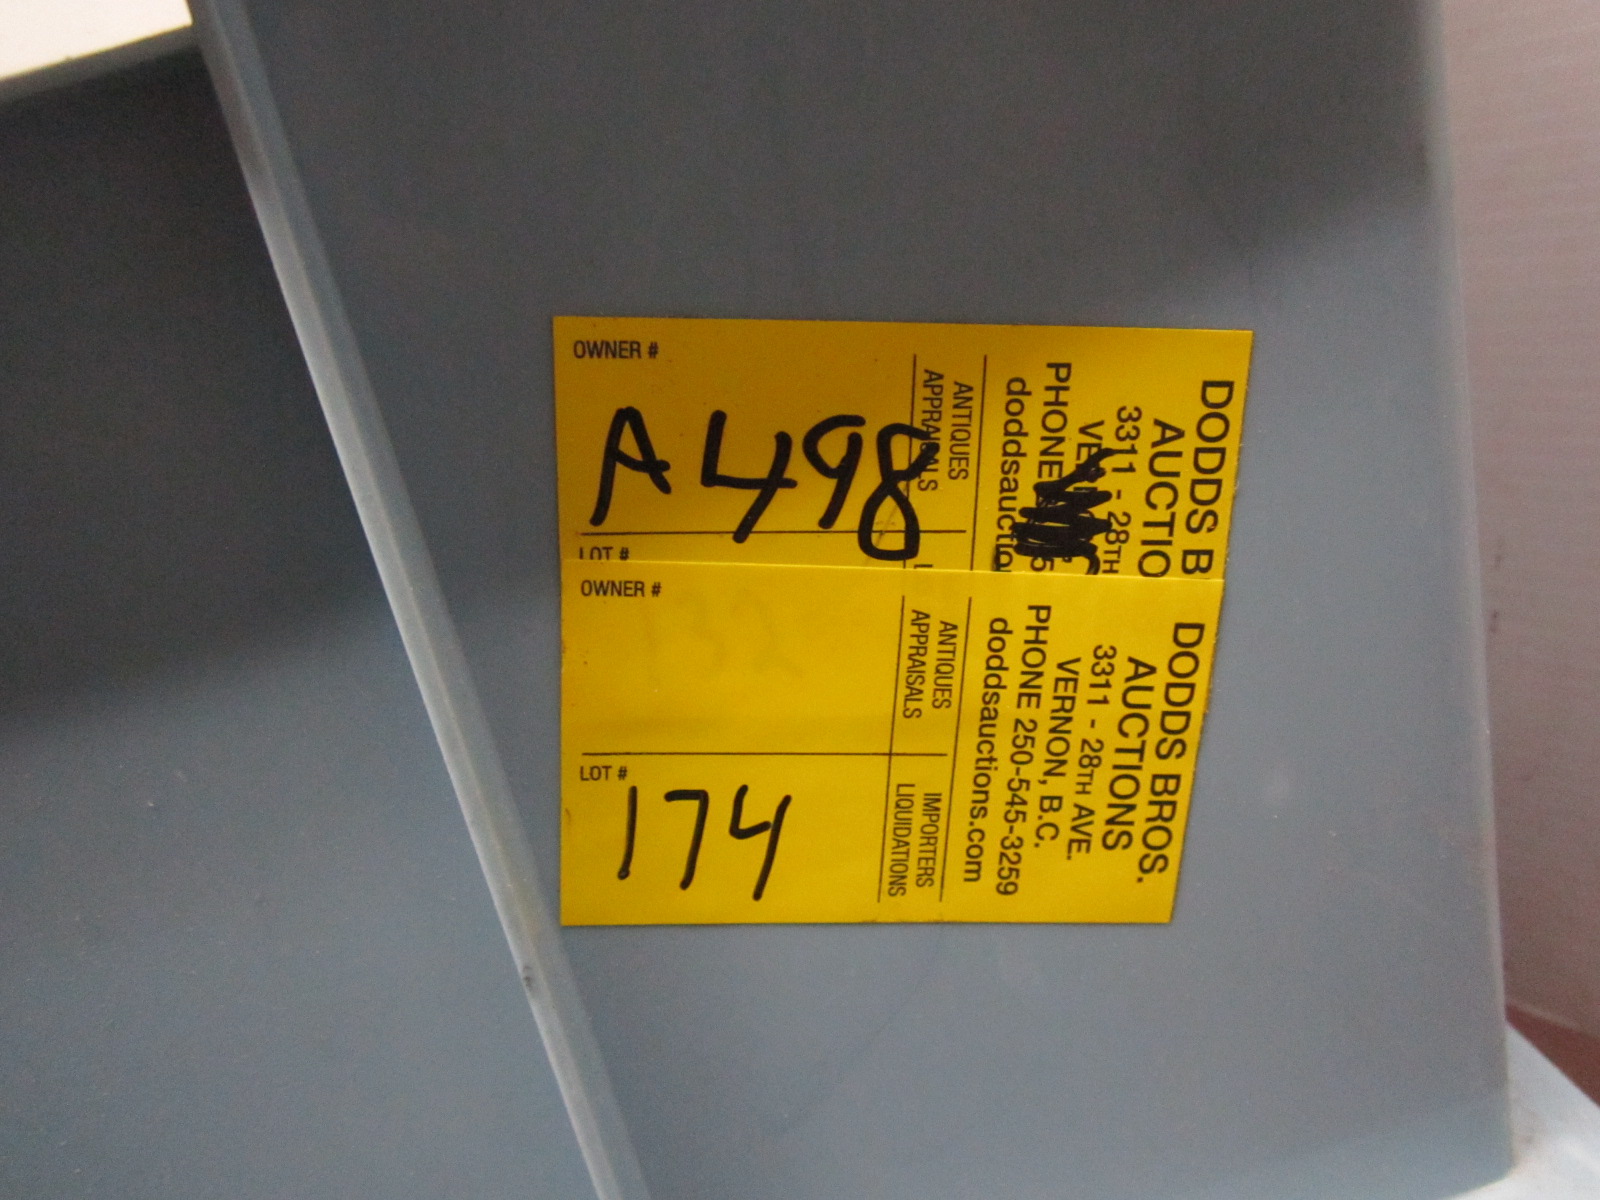 DODDS B
AUCTIO
3311 - 28TH
PHONE
doddsauctio
ANTIQUES
APPRAISALS
OWNER #
A498
LOT #
DODDS BROS.
AUCTIONS
3311 - 28TH AVE.
VERNON, B.C.
PHONE 250-545-3259
doddsauctions.com
ANTIQUES IMPORTERS
APPRAISALS LIQUIDATIONS
OWNER #
LOT #
174